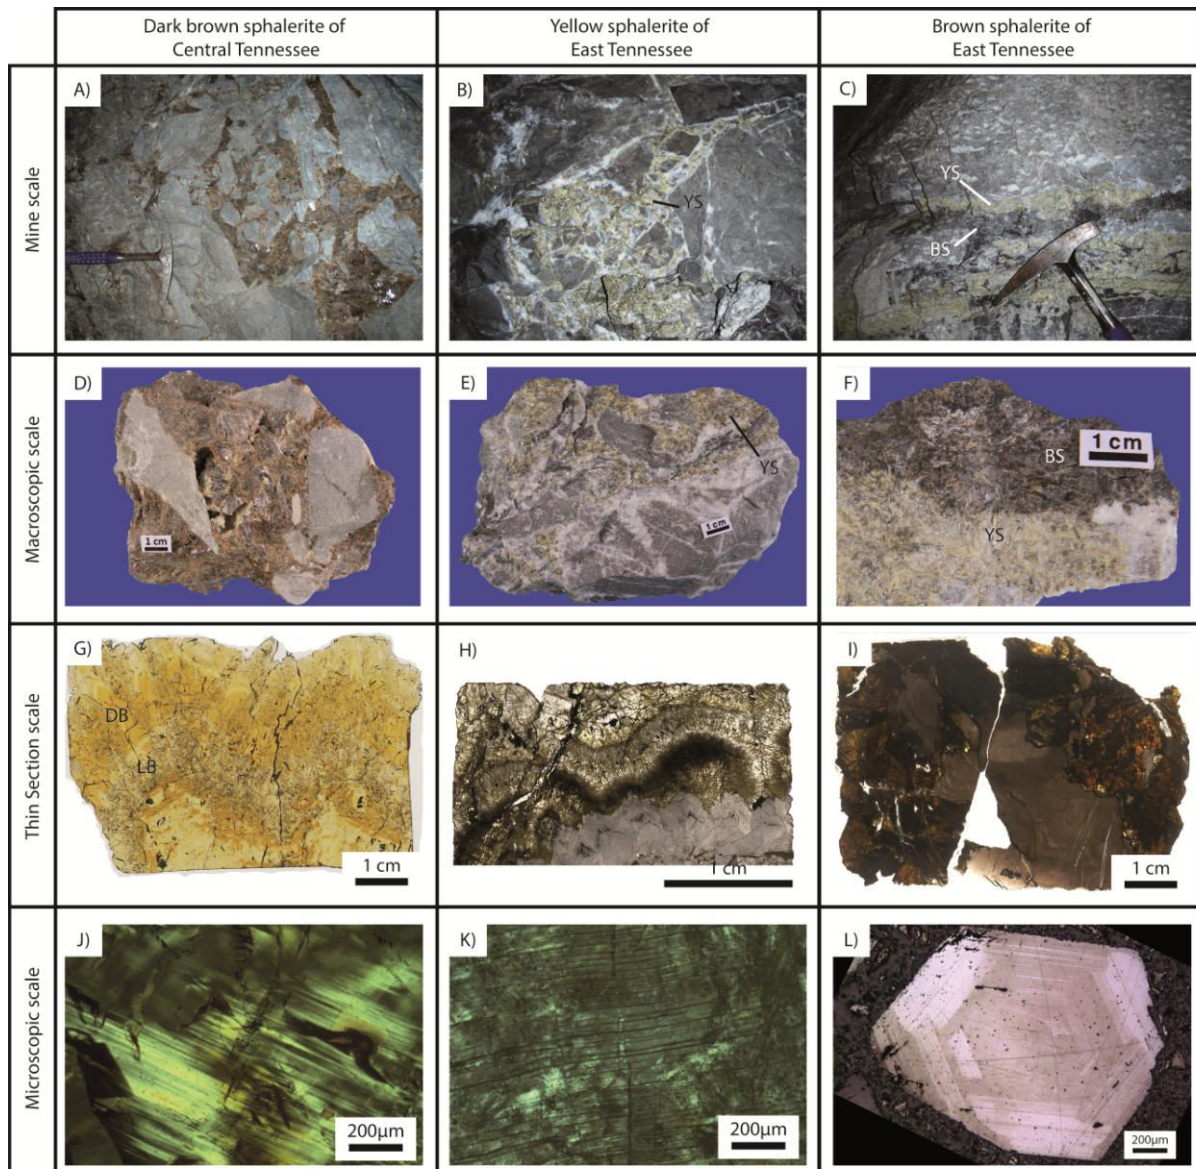 Dark brown sphalerite of
Central Tennessee
Yellow sphalerite of
East Tennessee
Brown sphalerite of
East Tennessee
Mine scale
A)
B)
YS
C)
YS
BS
Macroscopic scale
D)
1 cm
E)
YS
1 cm
F)
BS
1 cm
YS
Thin Section scale
G)
DB
LB
1 cm
H)
1 cm
I)
1 cm
Microscopic scale
J)
200µm
K)
200µm
L)
200µm